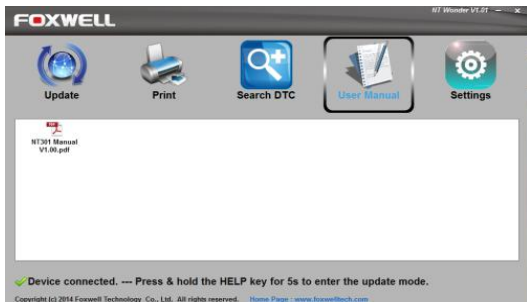 FOXWELL
NT Wonder V1.01
Update
Print
Search DTC
User Manual
Settings
PDF
NT301 Manual
V1.00.pdf
Device connected. --- Press & hold the HELP key for 5s to enter the update mode.
Copyright (c) 2014 Foxwell Technology Co., Ltd. All rights reserved. Home Page : www.foxwelltech.com